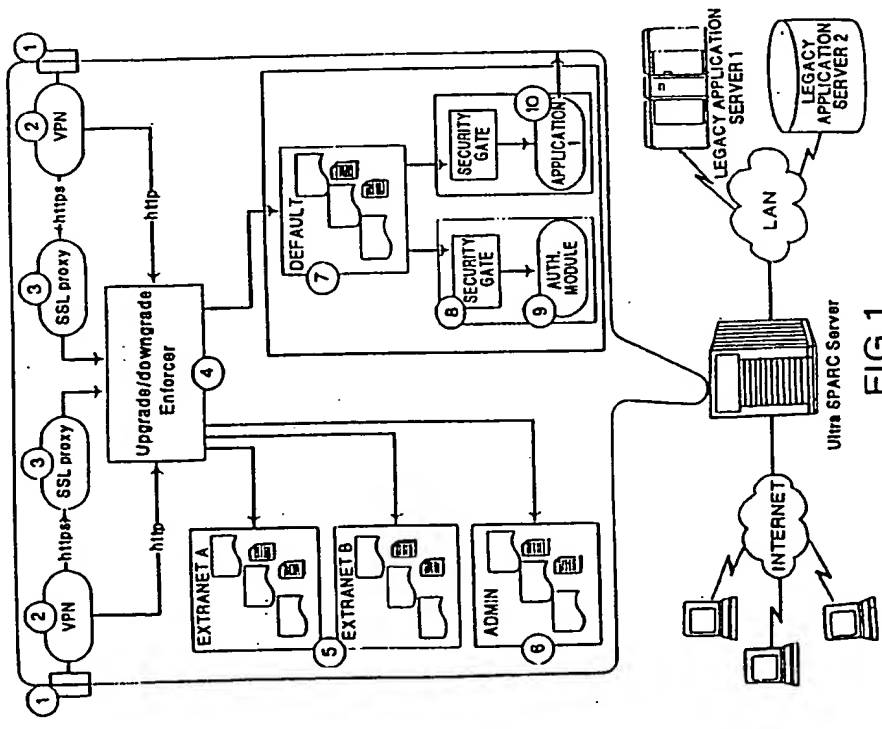 1
2
VPN
https
3
SSL proxy
3
SSL proxy
https
2
VPN
1
http
http
Upgrade/downgrade
Enforcer
4
EXTRANET A
5
EXTRANET B
ADMIN
6
DEFAULT
7
8
SECURITY
GATE
9
AUTH.
MODULE
SECURITY
GATE
10
APPLICATION
I
INTERNET
Ultra SPARC Server
LAN
LEGACY APPLICATION
SERVER 1
LEGACY
APPLICATION
SERVER 2
FIG.1